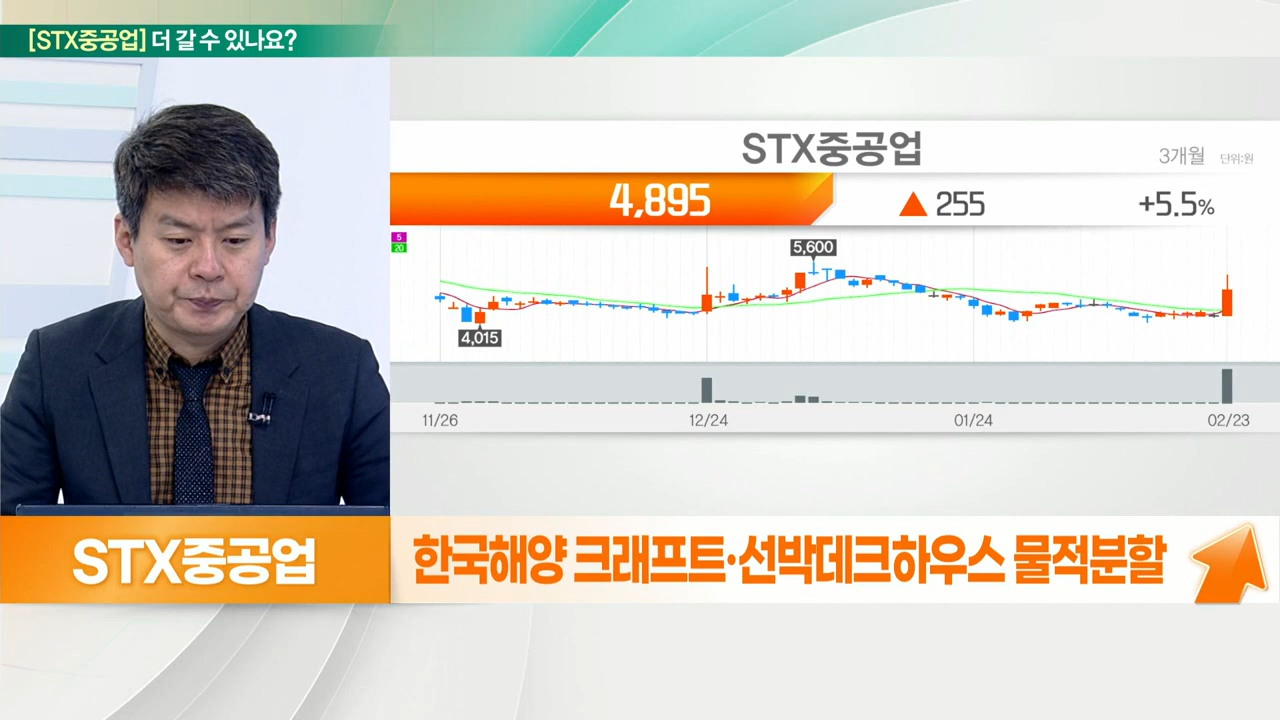 [STX중공업] 더 갈 수 있나요?
STX중공업
3개월 단위:원
4,895 ▲ 255 +5.5%
5
20
5,600
4,015
11/26 12/24 01/24 02/23
STX중공업
한국해양 크래프트·선박데크하우스 물적분할